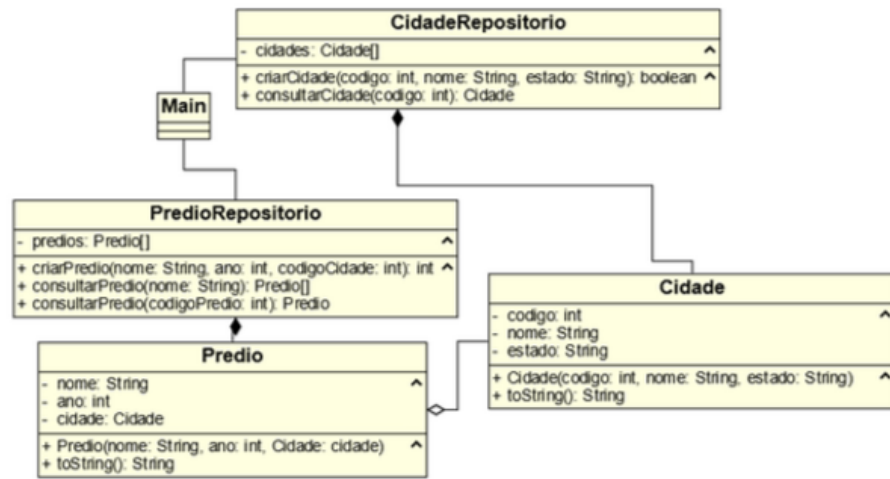 CidadeRepositorio
- cidades: Cidade[]
+ criarCidade(codigo: int, nome: String, estado: String): boolean
+ consultarCidade(codigo: int): Cidade
Main
PredioRepositorio
- predios: Predio[]
+ criarPredio(nome: String, ano: int, codigoCidade: int): int
+ consultarPredio(nome: String): Predio[]
+ consultarPredio(codigoPredio: int): Predio
Cidade
- codigo: int
- nome: String
- estado: String
+ Cidade(codigo: int, nome: String, estado: String)
+ toString(): String
Predio
- nome: String
- ano: int
- cidade: Cidade
+ Predio(nome: String, ano: int, Cidade: cidade)
+ toString(): String